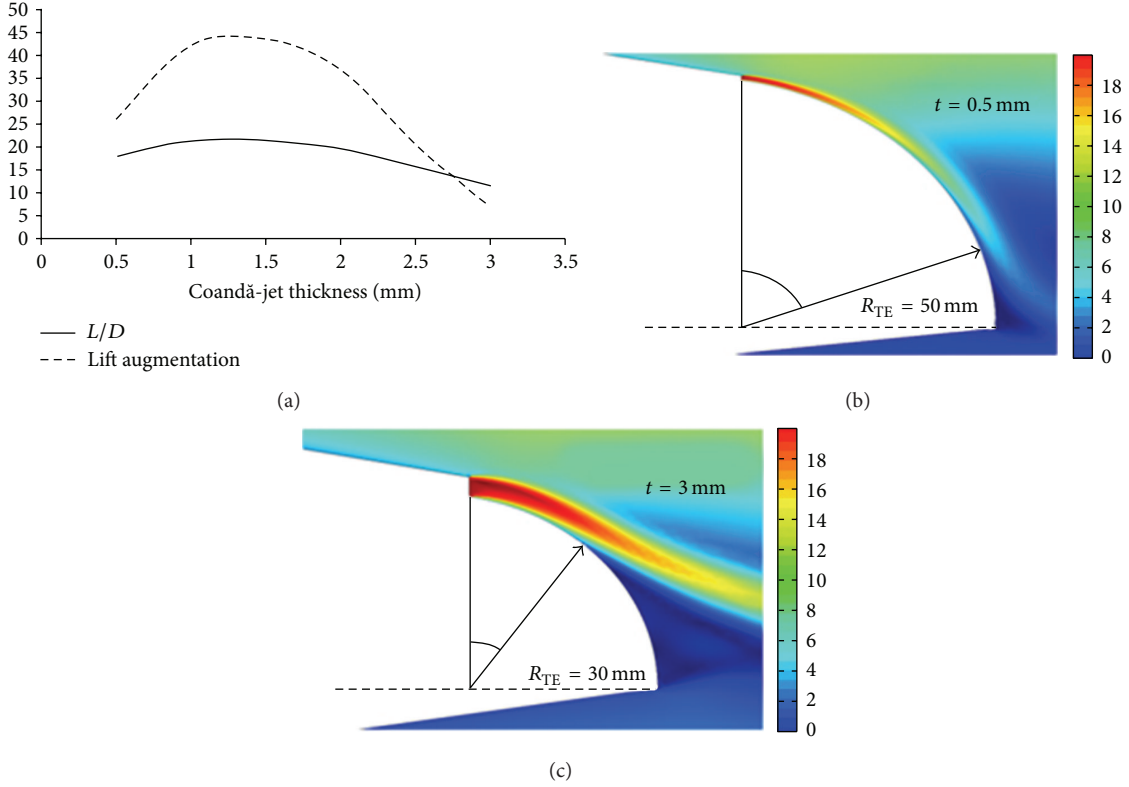 50
45
40
35
30
25
20
15
10
5
0
0 0.5 1 1.5 2 2.5 3 3.5
Coandă-jet thickness (mm)
L/D
Lift augmentation
(a)
t = 0.5 mm
R_TE = 50 mm
18
16
14
12
10
8
6
4
2
0
(b)
t = 3 mm
R_TE = 30 mm
18
16
14
12
10
8
6
4
2
0
(c)